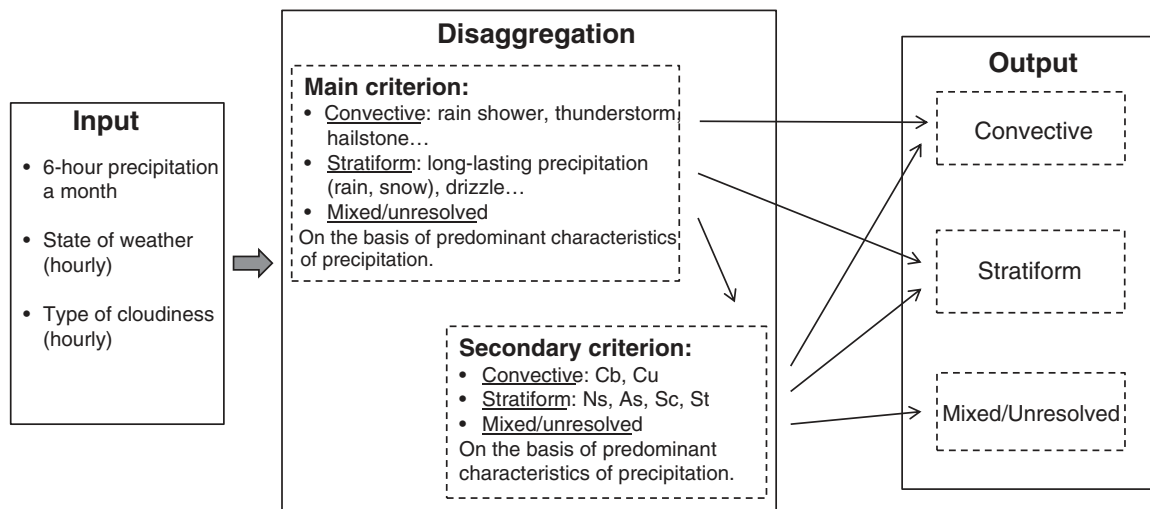 Input
• 6-hour precipitation
a month
• State of weather
(hourly)
• Type of cloudiness
(hourly)
Disaggregation
Main criterion:
• Convective: rain shower, thunderstorm,
hailstone…
• Stratiform: long-lasting precipitation
(rain, snow), drizzle…
• Mixed/unresolved
On the basis of predominant characteristics
of precipitation.
Secondary criterion:
• Convective: Cb, Cu
• Stratiform: Ns, As, Sc, St
• Mixed/unresolved
On the basis of predominant
characteristics of precipitation.
Output
Convective
Stratiform
Mixed/Unresolved